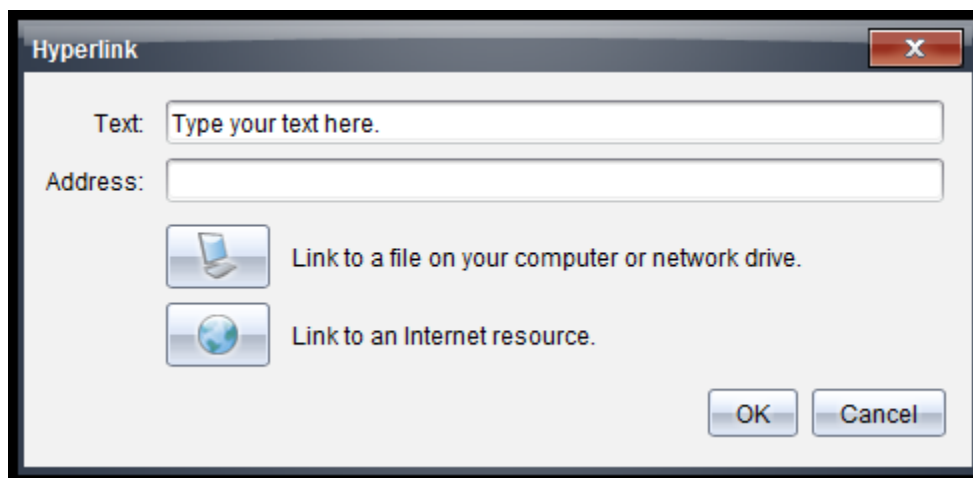 Hyperlink
Text: Type your text here.
Address:
Link to a file on your computer or network drive.
Link to an Internet resource.
OK Cancel